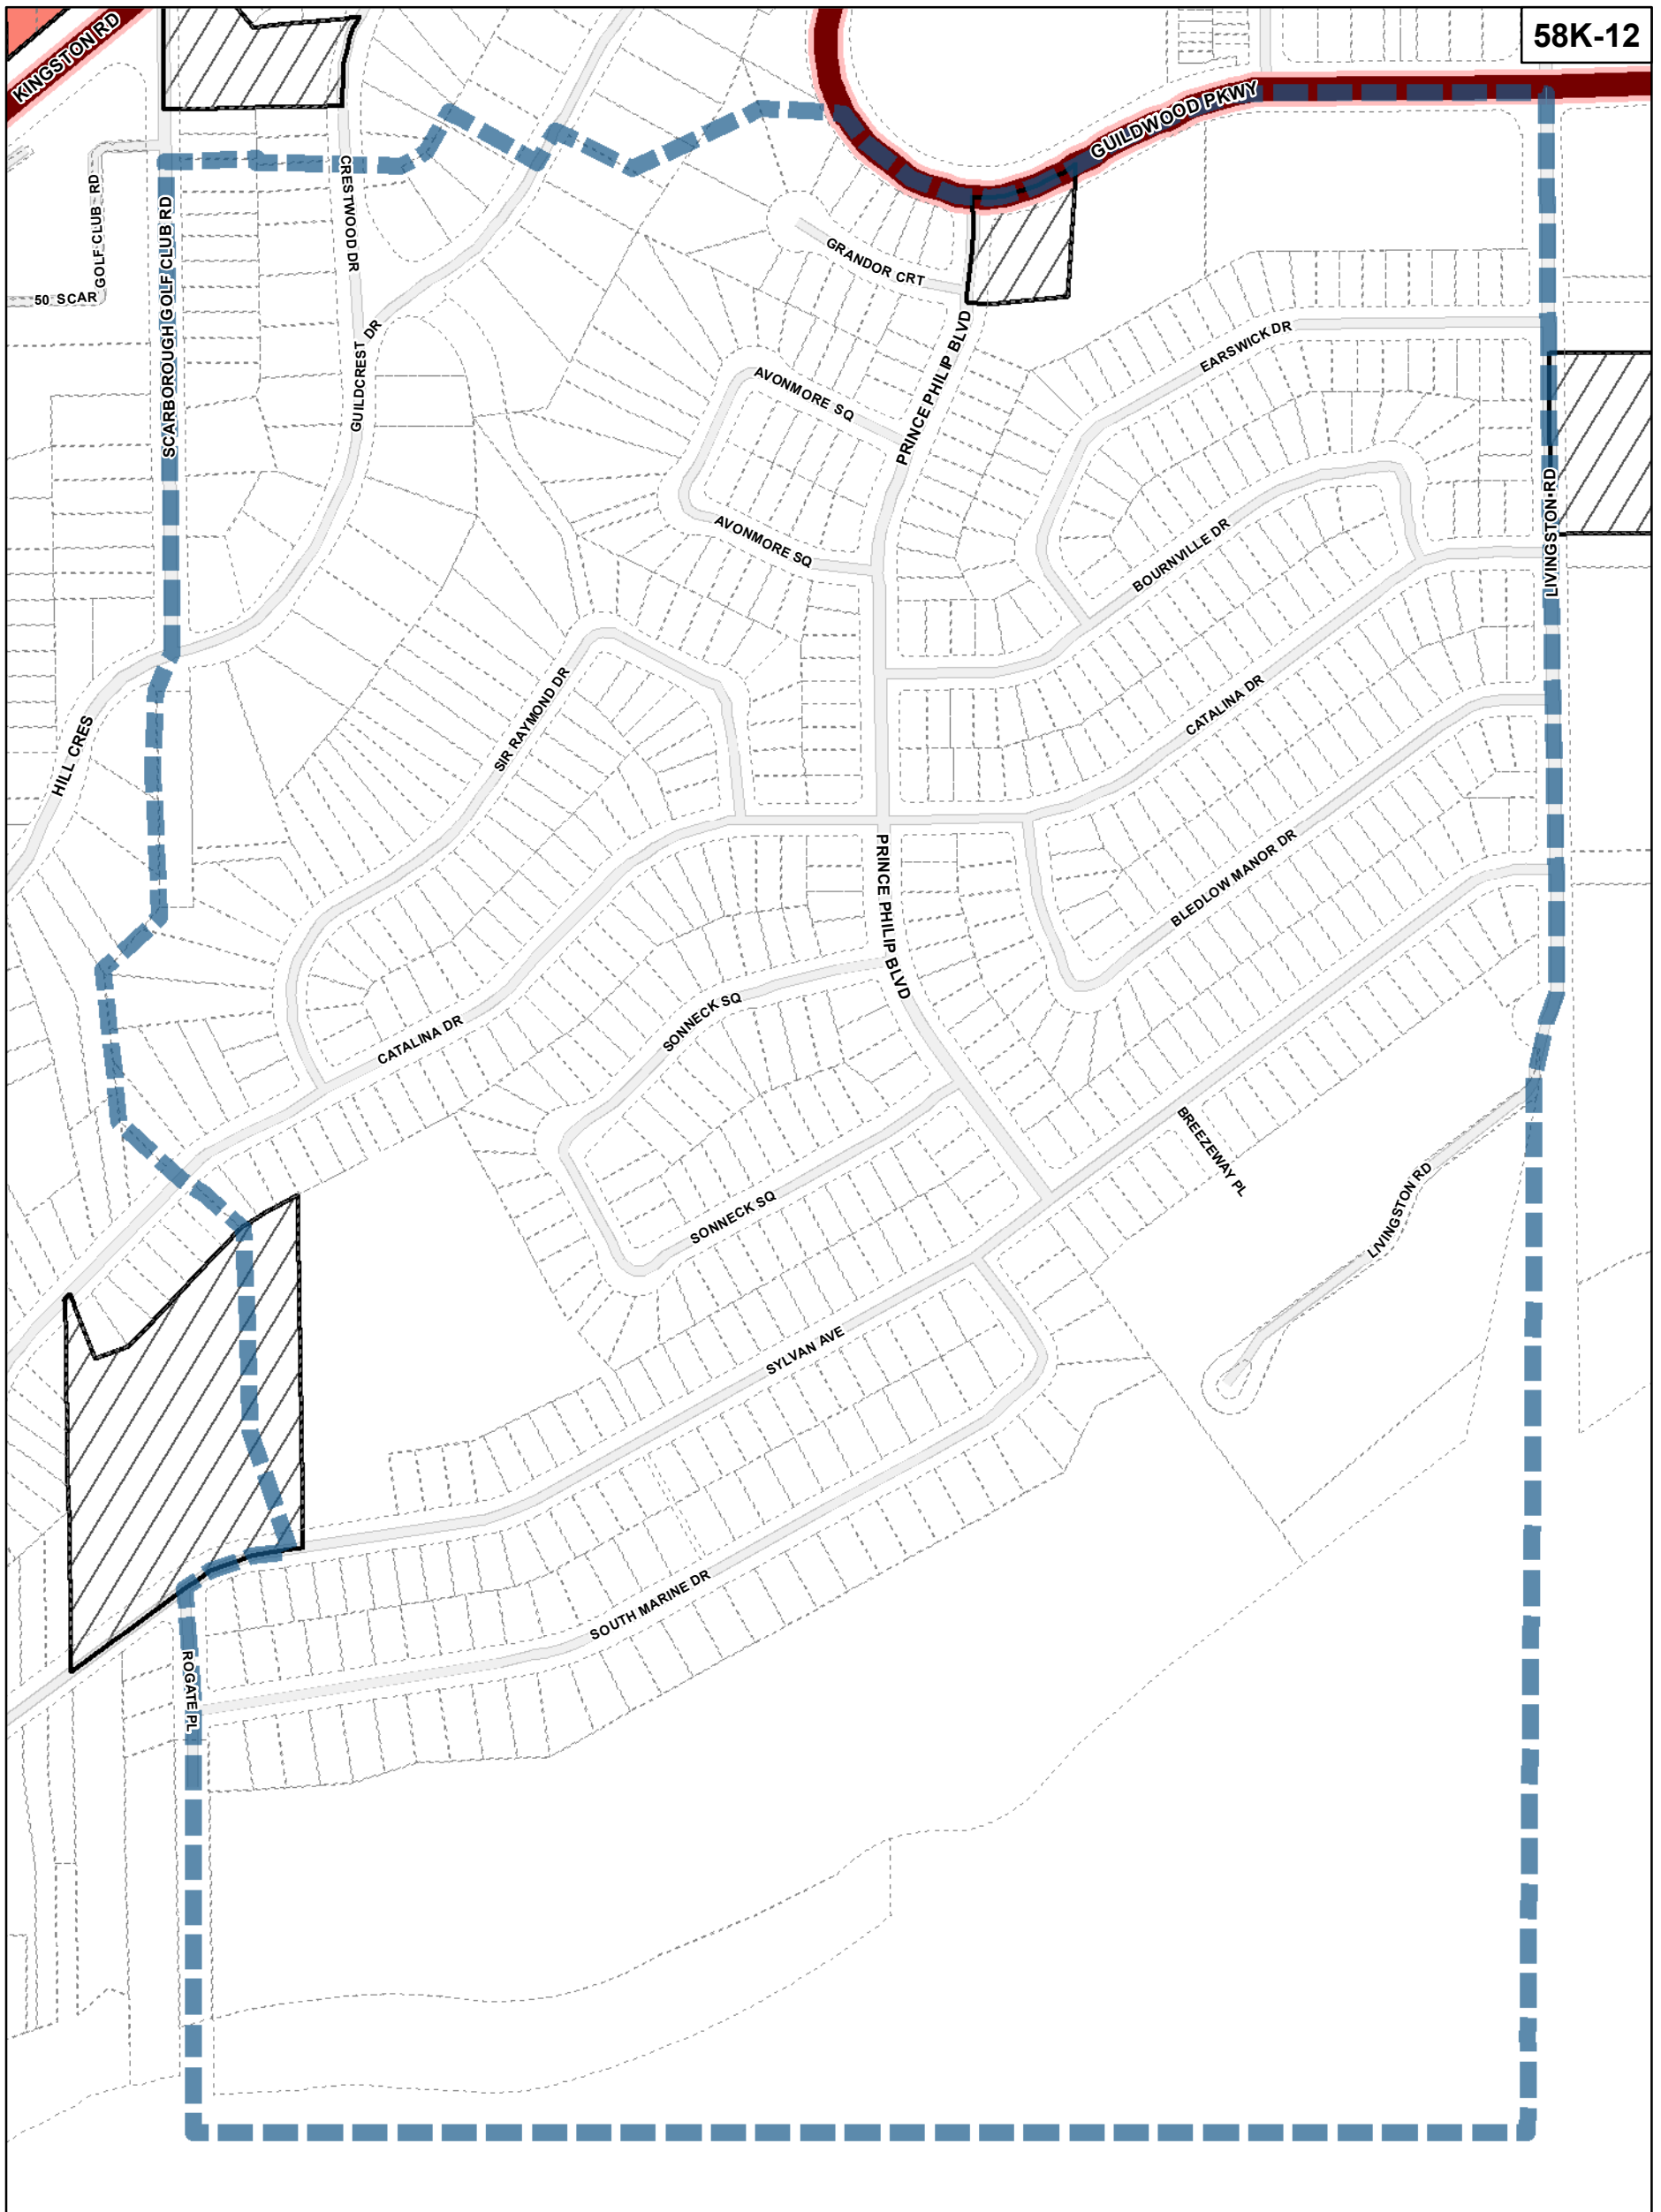 58K-12
KINGSTON RD
GUILDWOOD PKWY
CRESTWOOD DR
GOLF CLUB RD
SCARBOROUGH GOLF CLUB RD
GRANDOR CRT
50 SCAR
GUILDCREST DR
EARSWICK DR
PRINCE PHILIP BLVD
AVONMORE SQ
LIVINGSTON RD
AVONMORE SQ
BOURNVILLE DR
SIR RAYMOND DR
CATALINA DR
HILL CRES
BLEDLOW MANOR DR
PRINCE PHILIP BLVD
SONNECK SQ
CATALINA DR
BREEZEWAY PL
LIVINGSTON RD
SONNECK SQ
SYLVAN AVE
SOUTH MARINE DR
ROGATE PL